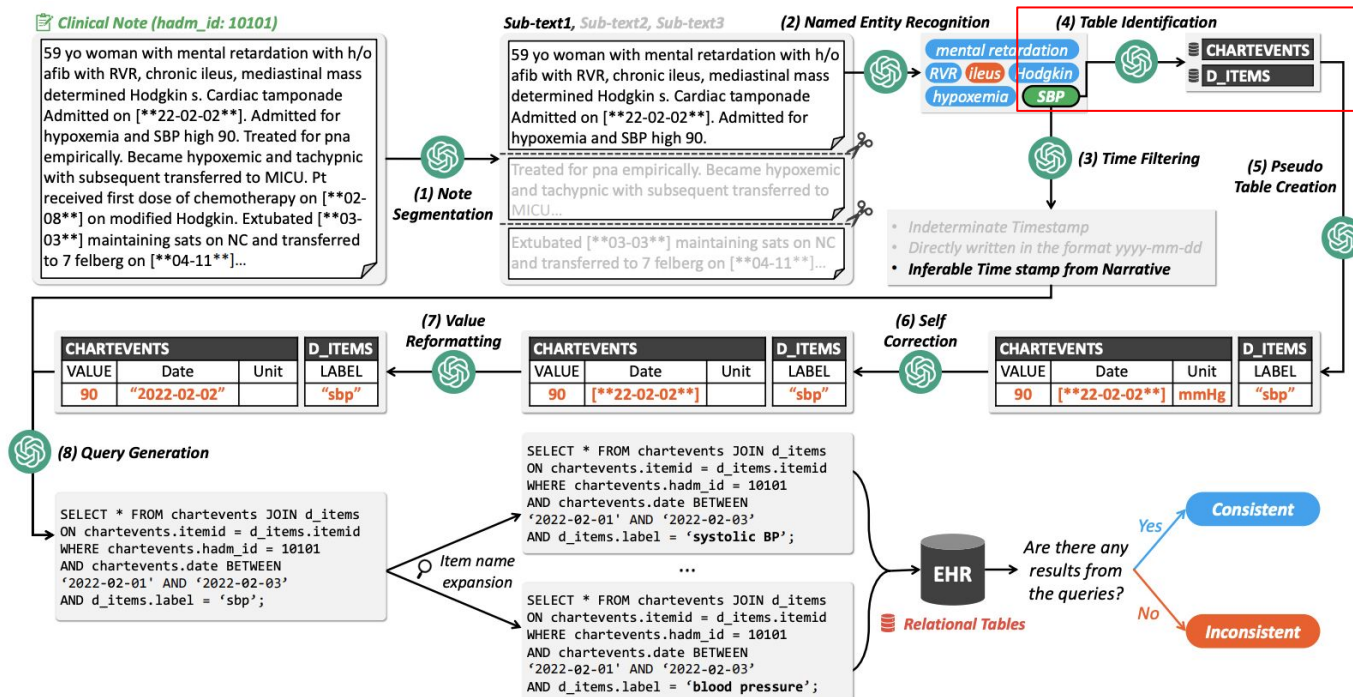 Clinical Note (hadm_id: 10101)
59 yo woman with mental retardation with h/o
afib with RVR, chronic ileus, mediastinal mass
determined Hodgkin s. Cardiac tamponade
Admitted on [**22-02-02**]. Admitted for
hypoxemia and SBP high 90. Treated for pna
empirically. Became hypoxemic and tachypnic
with subsequent transferred to MICU. Pt
received first dose of chemotherapy on [**02-
08**] on modified Hodgkin. Extubated [**03-
03**] maintaining sats on NC and transferred
to 7 felberg on [**04-11**]...
(1) Note
Segmentation
Sub-text1, Sub-text2, Sub-text3
59 yo woman with mental retardation with h/o
afib with RVR, chronic ileus, mediastinal mass
determined Hodgkin s. Cardiac tamponade
Admitted on [**22-02-02**]. Admitted for
hypoxemia and SBP high 90.
Treated for pna empirically. Became hypoxemic
and tachypnic with subsequent transferred to
MICU...
Extubated [**03-03**] maintaining sats on NC
and transferred to 7 felberg on [**04-11**]...
(2) Named Entity Recognition
mental retardation
RVR ileus Hodgkin
hypoxemia SBP
(3) Time Filtering
• Indeterminate Timestamp
• Directly written in the format yyyy-mm-dd
• Inferable Time stamp from Narrative
(4) Table Identification
CHARTEVENTS
D_ITEMS
(5) Pseudo
Table Creation
CHARTEVENTS D_ITEMS
VALUE Date Unit LABEL
90 "2022-02-02" "sbp"
(7) Value
Reformatting
CHARTEVENTS D_ITEMS
VALUE Date Unit LABEL
90 [**22-02-02**] "sbp"
(6) Self
Correction
CHARTEVENTS D_ITEMS
VALUE Date Unit LABEL
90 [**22-02-02**] mmHg "sbp"
(8) Query Generation
SELECT * FROM chartevents JOIN d_items
ON chartevents.itemid = d_items.itemid
WHERE chartevents.hadm_id = 10101
AND chartevents.date BETWEEN
‘2022-02-01' AND ‘2022-02-03’
AND d_items.label = ‘sbp’;
Item name
expansion
SELECT * FROM chartevents JOIN d_items
ON chartevents.itemid = d_items.itemid
WHERE chartevents.hadm_id = 10101
AND chartevents.date BETWEEN
‘2022-02-01' AND ‘2022-02-03’
AND d_items.label = ‘systolic BP’;
...
SELECT * FROM chartevents JOIN d_items
ON chartevents.itemid = d_items.itemid
WHERE chartevents.hadm_id = 10101
AND chartevents.date BETWEEN
‘2022-02-01' AND ‘2022-02-03’
AND d_items.label = ‘blood pressure’;
EHR
Relational Tables
Are there any
results from
the queries?
Yes
Consistent
No
Inconsistent